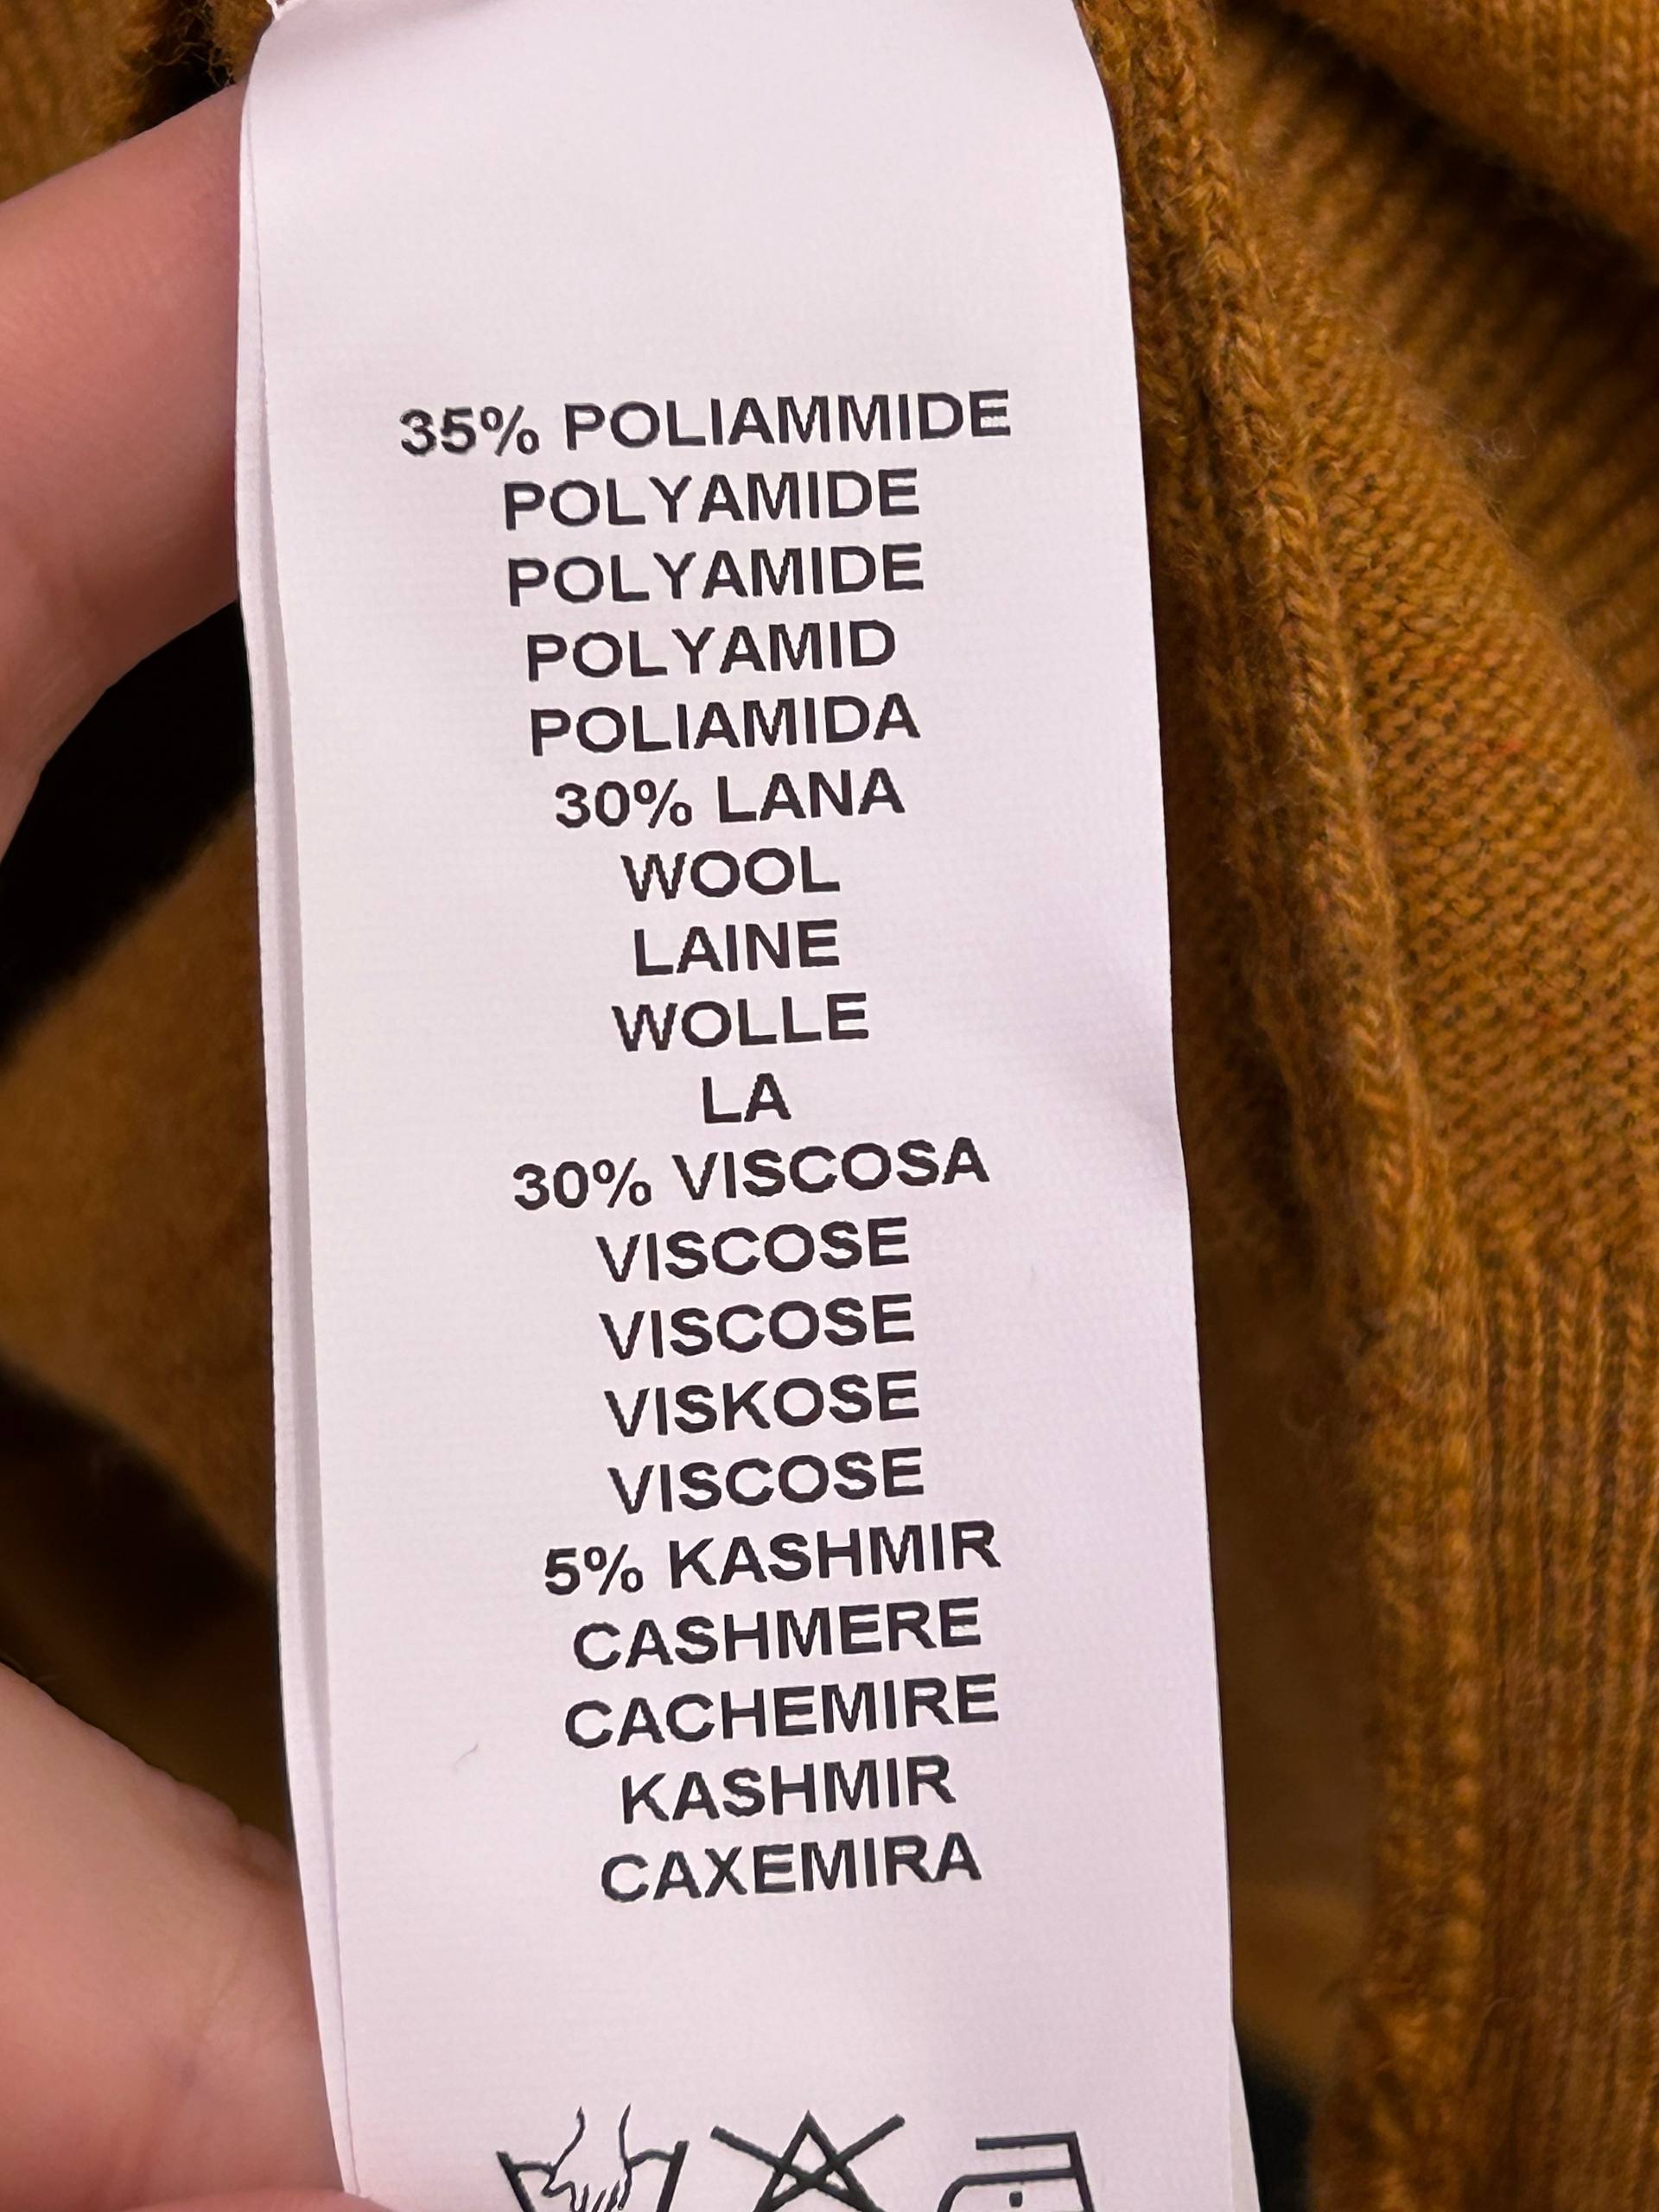 35% POLIAMMIDE
POLYAMIDE
POLYAMIDE
POLYAMID
POLIAMIDA
30% LANA
WOOL
LAINE
WOLLE
LA
30% VISCOSA
VISCOSE
VISCOSE
VISKOSE
VISCOSE
5% KASHMIR
CASHMERE
CACHEMIRE
KASHMIR
CAXEMIRA